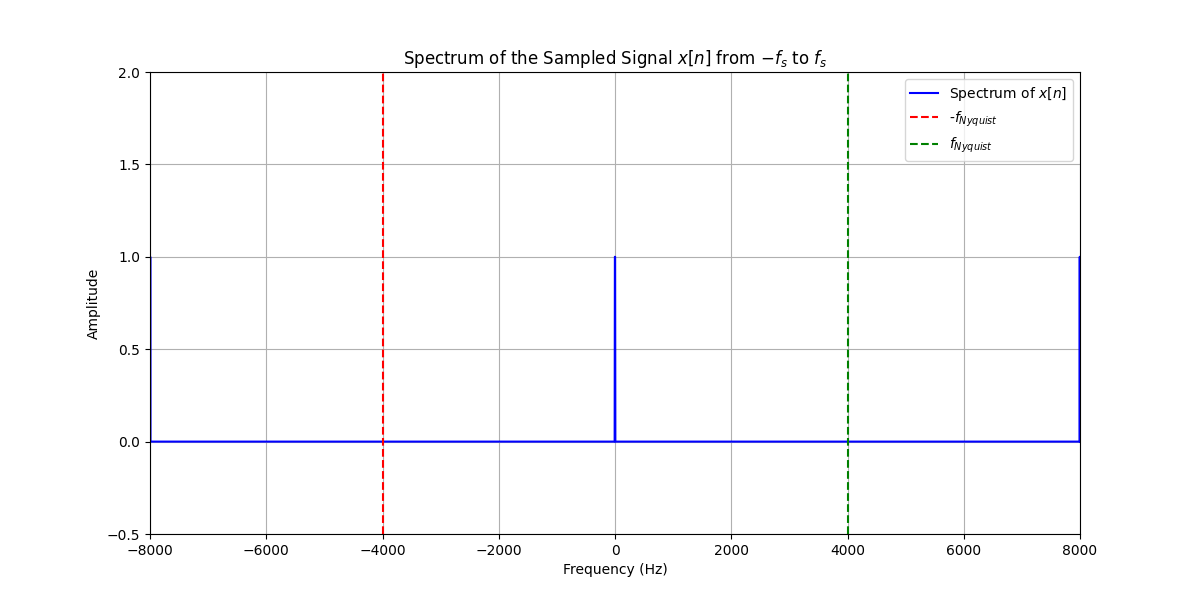 Spectrum of the Sampled Signal x[n] from −fs to fs
Spectrum of x[n]
-fNyquist
fNyquist
Amplitude
2.0
1.5
1.0
0.5
0.0
−0.5
−8000 −6000 −4000 −2000 0 2000 4000 6000 8000
Frequency (Hz)